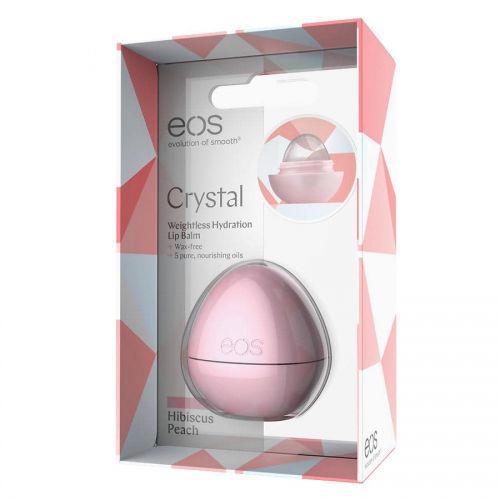 eos
evolution of smooth®
Crystal
Weightless Hydration
Lip Balm
+ Wax-free
+ 5 pure, nourishing oils
eos
Hibiscus
Peach
eos